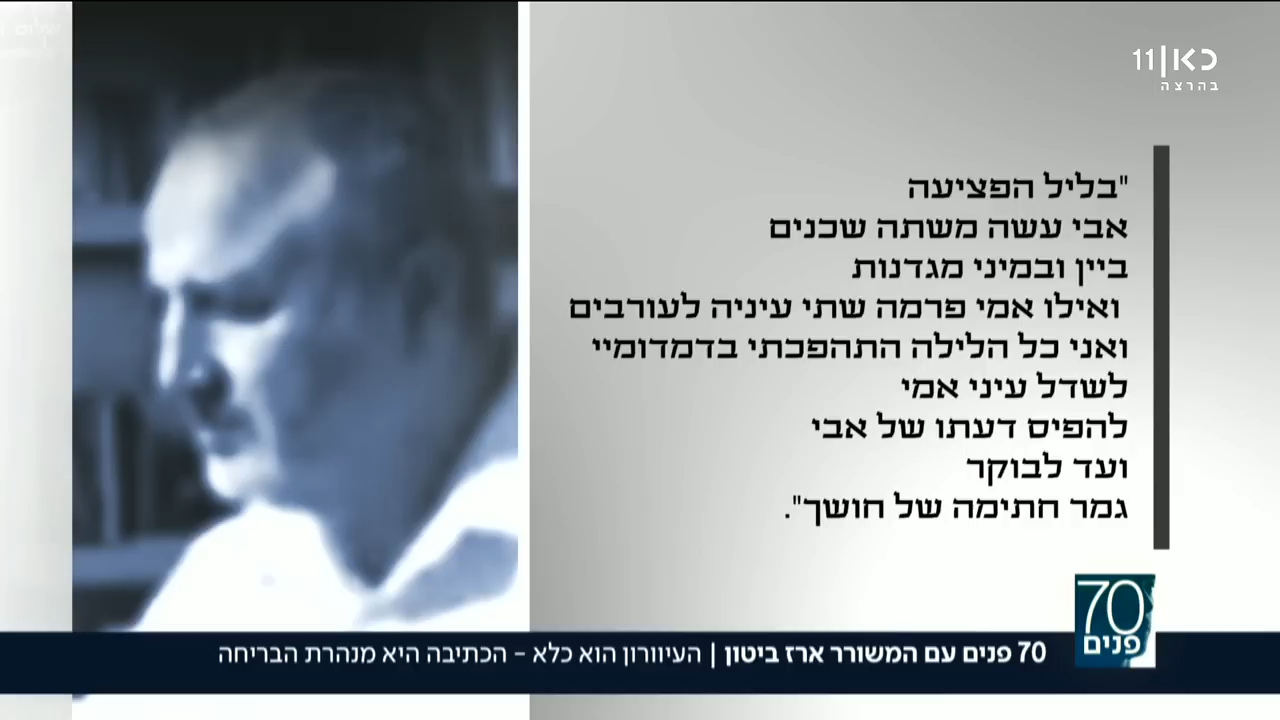 כאן 11
בהרצה
"בליל הפציעה
אבי עשה משתה שכנים
ביין ובמיני מגדנות
ואילו אמי פרמה שתי עיניה לעורבים
ואני כל הלילה התהפכתי בדמדומיי
לשדל עיני אמי
להפיס דעתו של אבי
ועד לבוקר
גמר חתימה של חושך".
70
פנים
70 פנים עם המשורר ארז ביטון | העיוורון הוא כלא - הכתיבה היא מנהרת הבריחה